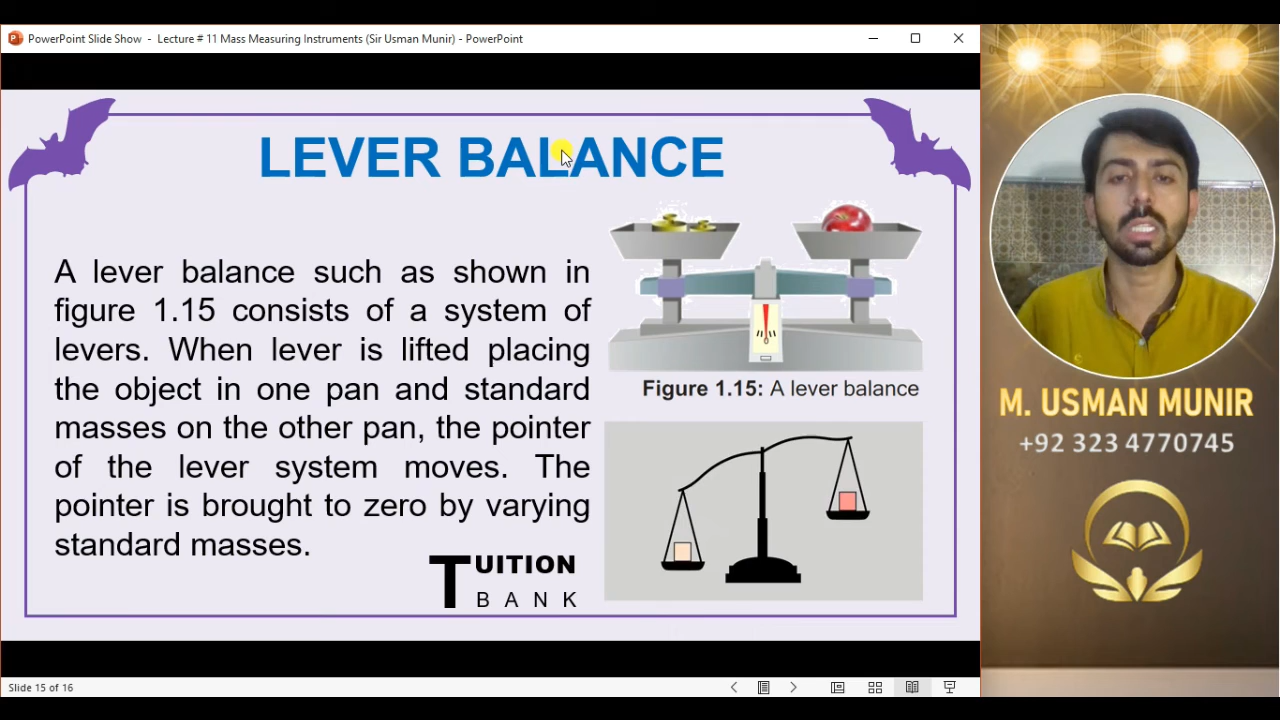 PowerPoint Slide Show - Lecture # 11 Mass Measuring Instruments (Sir Usman Munir) - PowerPoint
LEVER BALANCE
A lever balance such as shown in
figure 1.15 consists of a system of
levers. When lever is lifted placing
the object in one pan and standard
masses on the other pan, the pointer
of the lever system moves. The
pointer is brought to zero by varying
standard masses.
Figure 1.15: A lever balance
TUITION
BANK
M. USMAN MUNIR
+92 323 4770745
Slide 15 of 16